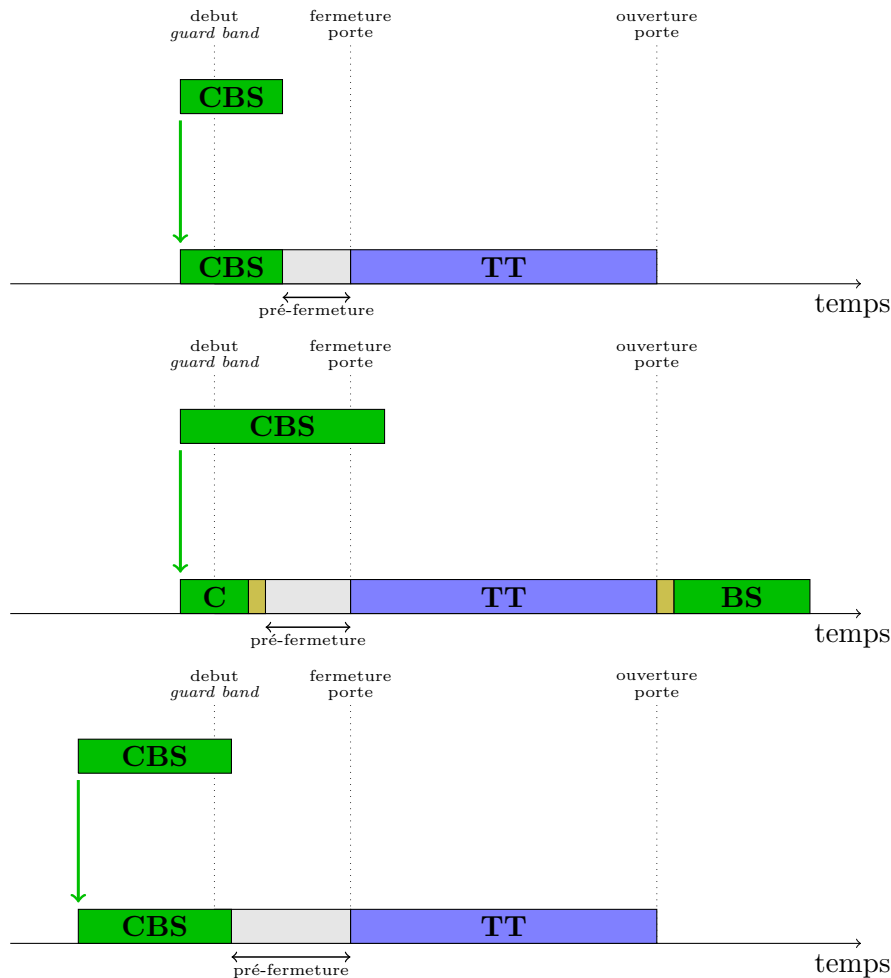 debut fermeture ouverture
guard band porte porte
CBS
CBS TT
temps
pré-fermeture
debut fermeture ouverture
guard band porte porte
CBS
C TT BS
temps
pré-fermeture
debut fermeture ouverture
guard band porte porte
CBS
CBS TT
temps
pré-fermeture